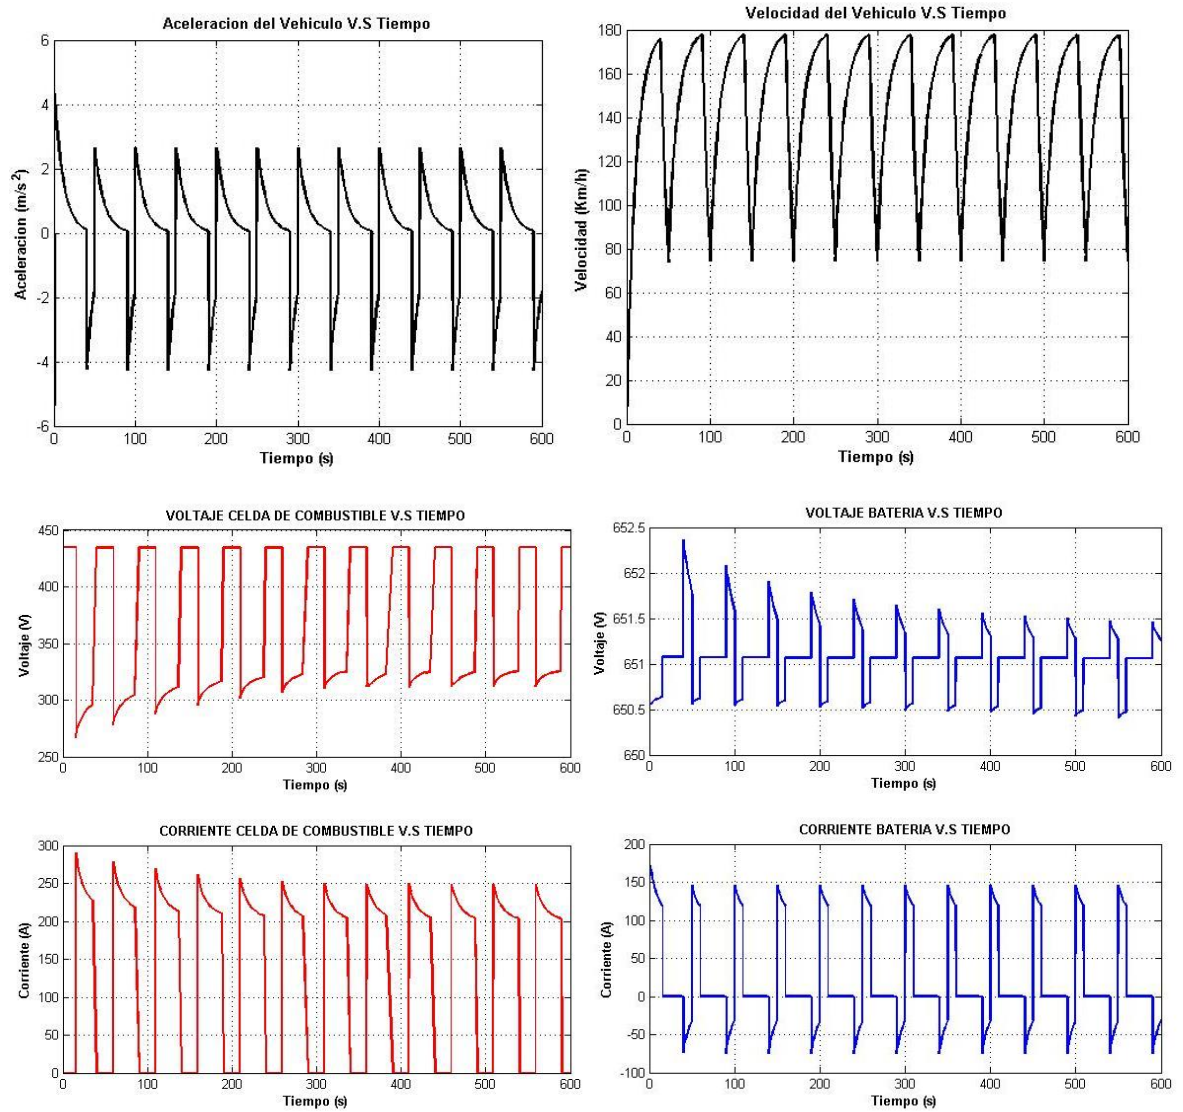 Aceleracion del Vehiculo V.S Tiempo
6
4
2
0
-2
-4
-6
Aceleracion (m/s²)
0 100 200 300 400 500 600
Tiempo (s)
Velocidad del Vehiculo V.S Tiempo
180
160
140
120
100
80
60
40
20
0
Velocidad (Km/h)
0 100 200 300 400 500 600
Tiempo (s)
VOLTAJE CELDA DE COMBUSTIBLE V.S TIEMPO
450
400
350
300
250
Voltaje (V)
0 100 200 300 400 500 600
Tiempo (s)
VOLTAJE BATERIA V.S TIEMPO
652.5
652
651.5
651
650.5
650
Voltaje (V)
0 100 200 300 400 500 600
Tiempo (s)
CORRIENTE CELDA DE COMBUSTIBLE V.S TIEMPO
300
250
200
150
100
50
0
Corriente (A)
0 100 200 300 400 500 600
Tiempo (s)
CORRIENTE BATERIA V.S TIEMPO
200
150
100
50
0
-50
-100
Corriente (A)
0 100 200 300 400 500 600
Tiempo (s)